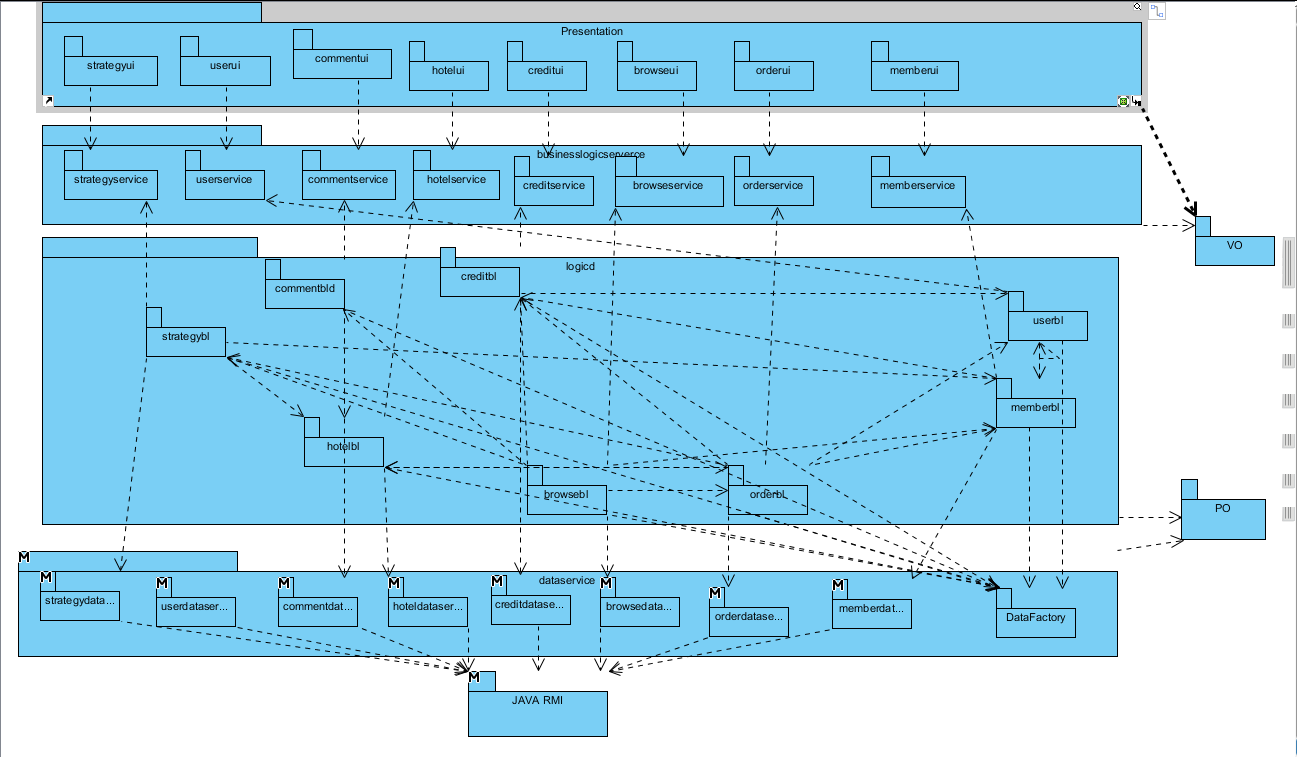 Presentation
strategyui
userui
commentui
hotelui
creditui
browseui
orderui
memberui
businesslogicserverce
strategyservice
userservice
commentservice
hotelservice
creditservice
browseservice
orderservice
memberservice
VO
logicd
commentbld
creditbl
userbl
strategybl
memberbl
hotelbl
browsebl
orderbl
PO
dataservice
strategydata...
userdataser...
commentdat...
hoteldataser...
creditdatase...
browsedata...
orderdatase...
memberdat...
DataFactory
JAVA RMI